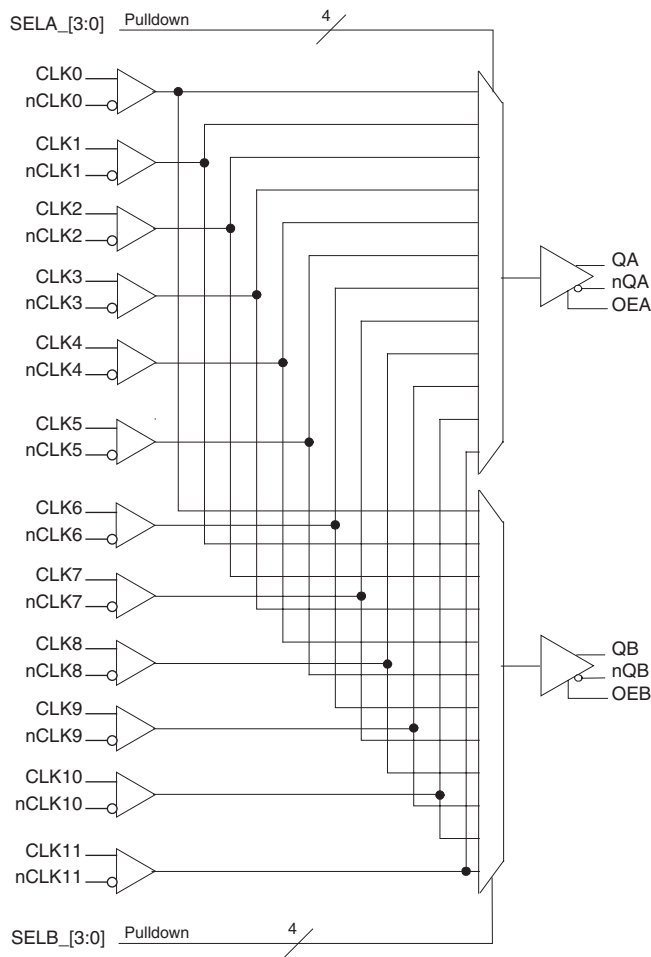 SELA_[3:0] Pulldown 4
CLK0
nCLK0
CLK1
nCLK1
CLK2
nCLK2
CLK3
nCLK3
CLK4
nCLK4
CLK5
nCLK5
CLK6
nCLK6
CLK7
nCLK7
CLK8
nCLK8
CLK9
nCLK9
CLK10
nCLK10
CLK11
nCLK11
SELB_[3:0] Pulldown 4
QA
nQA
OEA
QB
nQB
OEB